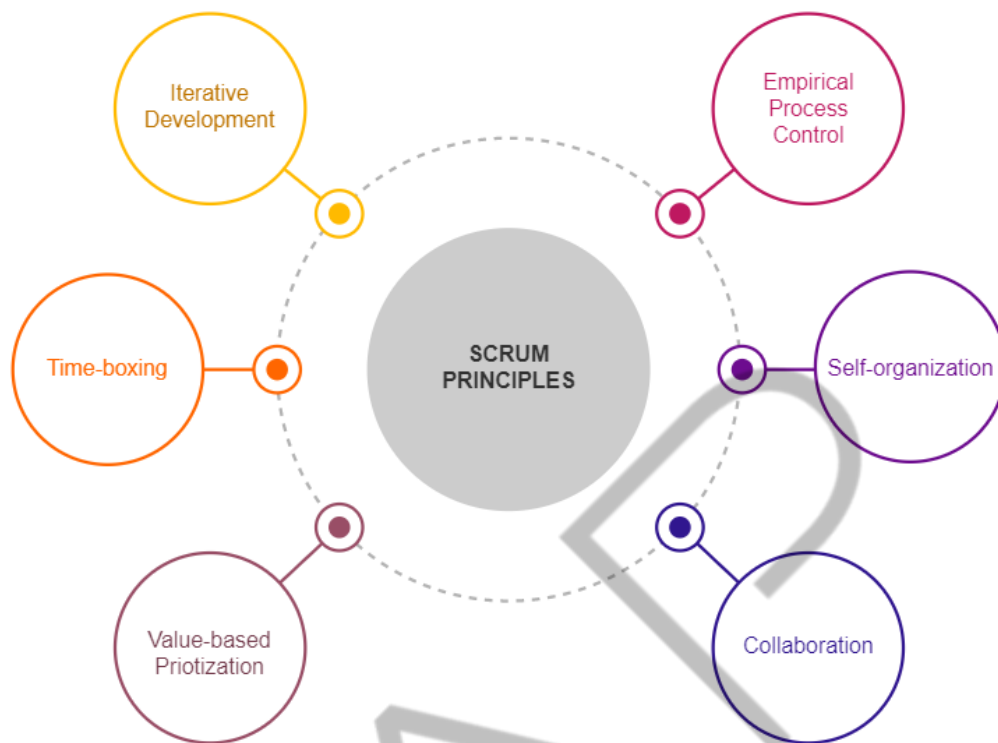 Iterative
Development
Empirical
Process
Control
Time-boxing
SCRUM
PRINCIPLES
Self-organization
Value-based
Priotization
Collaboration